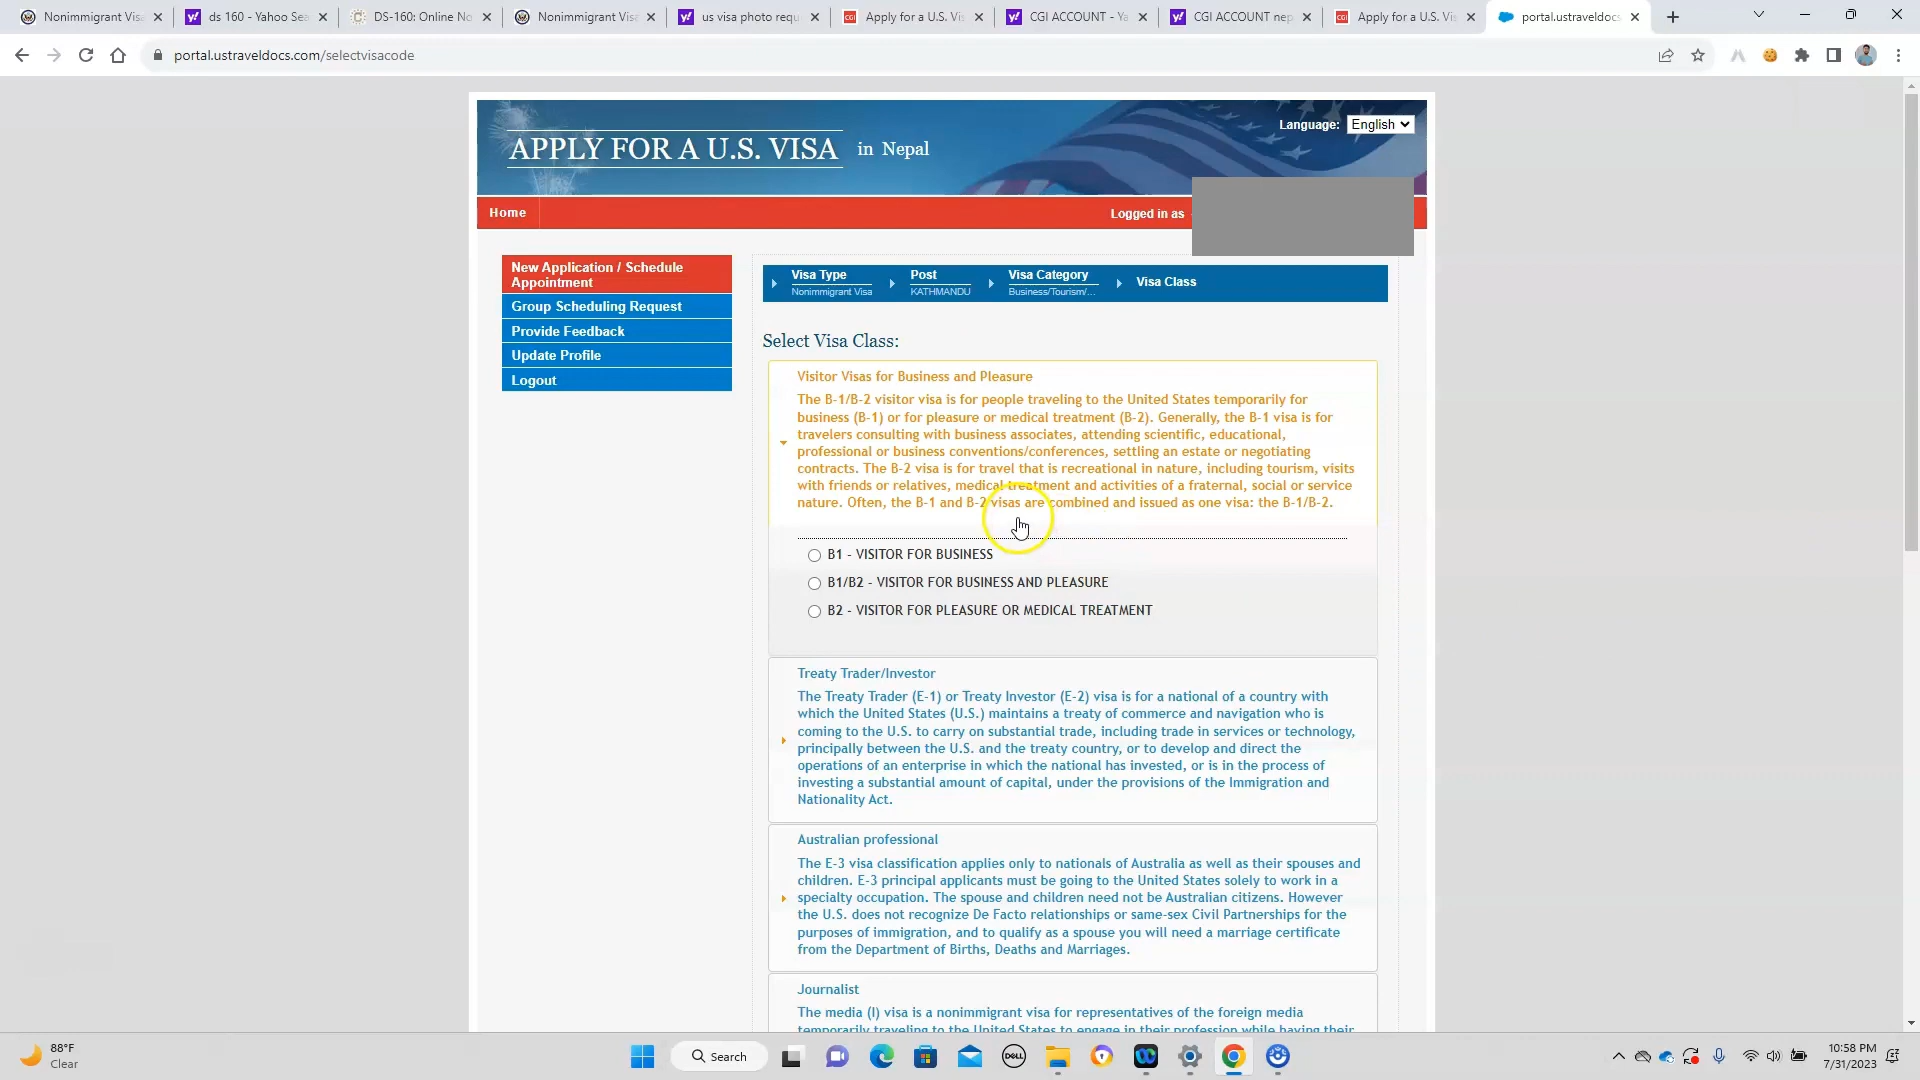 Nonimmigrant Visa
ds 160 - Yahoo Sea
DS-160: Online No
Nonimmigrant Visa
us visa photo requ
Apply for a U.S. Vis
CGI ACCOUNT - Ya
CGI ACCOUNT nep
Apply for a U.S. Vis
portal.ustraveldocs.
portal.ustraveldocs.com/selectvisacode
Language: English
APPLY FOR A U.S. VISA in Nepal
Home
Logged in as
New Application / Schedule
Appointment
Group Scheduling Request
Provide Feedback
Update Profile
Logout
Visa Type
Nonimmigrant Visa
Post
KATHMANDU
Visa Category
Business/Tourism/...
Visa Class
Select Visa Class:
Visitor Visas for Business and Pleasure
The B-1/B-2 visitor visa is for people traveling to the United States temporarily for
business (B-1) or for pleasure or medical treatment (B-2). Generally, the B-1 visa is for
travelers consulting with business associates, attending scientific, educational,
professional or business conventions/conferences, settling an estate or negotiating
contracts. The B-2 visa is for travel that is recreational in nature, including tourism, visits
with friends or relatives, medical treatment and activities of a fraternal, social or service
nature. Often, the B-1 and B-2 visas are combined and issued as one visa: the B-1/B-2.
B1 - VISITOR FOR BUSINESS
B1/B2 - VISITOR FOR BUSINESS AND PLEASURE
B2 - VISITOR FOR PLEASURE OR MEDICAL TREATMENT
Treaty Trader/Investor
The Treaty Trader (E-1) or Treaty Investor (E-2) visa is for a national of a country with
which the United States (U.S.) maintains a treaty of commerce and navigation who is
coming to the U.S. to carry on substantial trade, including trade in services or technology,
principally between the U.S. and the treaty country, or to develop and direct the
operations of an enterprise in which the national has invested, or is in the process of
investing a substantial amount of capital, under the provisions of the Immigration and
Nationality Act.
Australian professional
The E-3 visa classification applies only to nationals of Australia as well as their spouses and
children. E-3 principal applicants must be going to the United States solely to work in a
specialty occupation. The spouse and children need not be Australian citizens. However
the U.S. does not recognize De Facto relationships or same-sex Civil Partnerships for the
purposes of immigration, and to qualify as a spouse you will need a marriage certificate
from the Department of Births, Deaths and Marriages.
Journalist
The media (I) visa is a nonimmigrant visa for representatives of the foreign media
temporarily traveling to the United States to engage in their profession while having their
88°F
Clear
Search
DELL
10:58 PM
7/31/2023